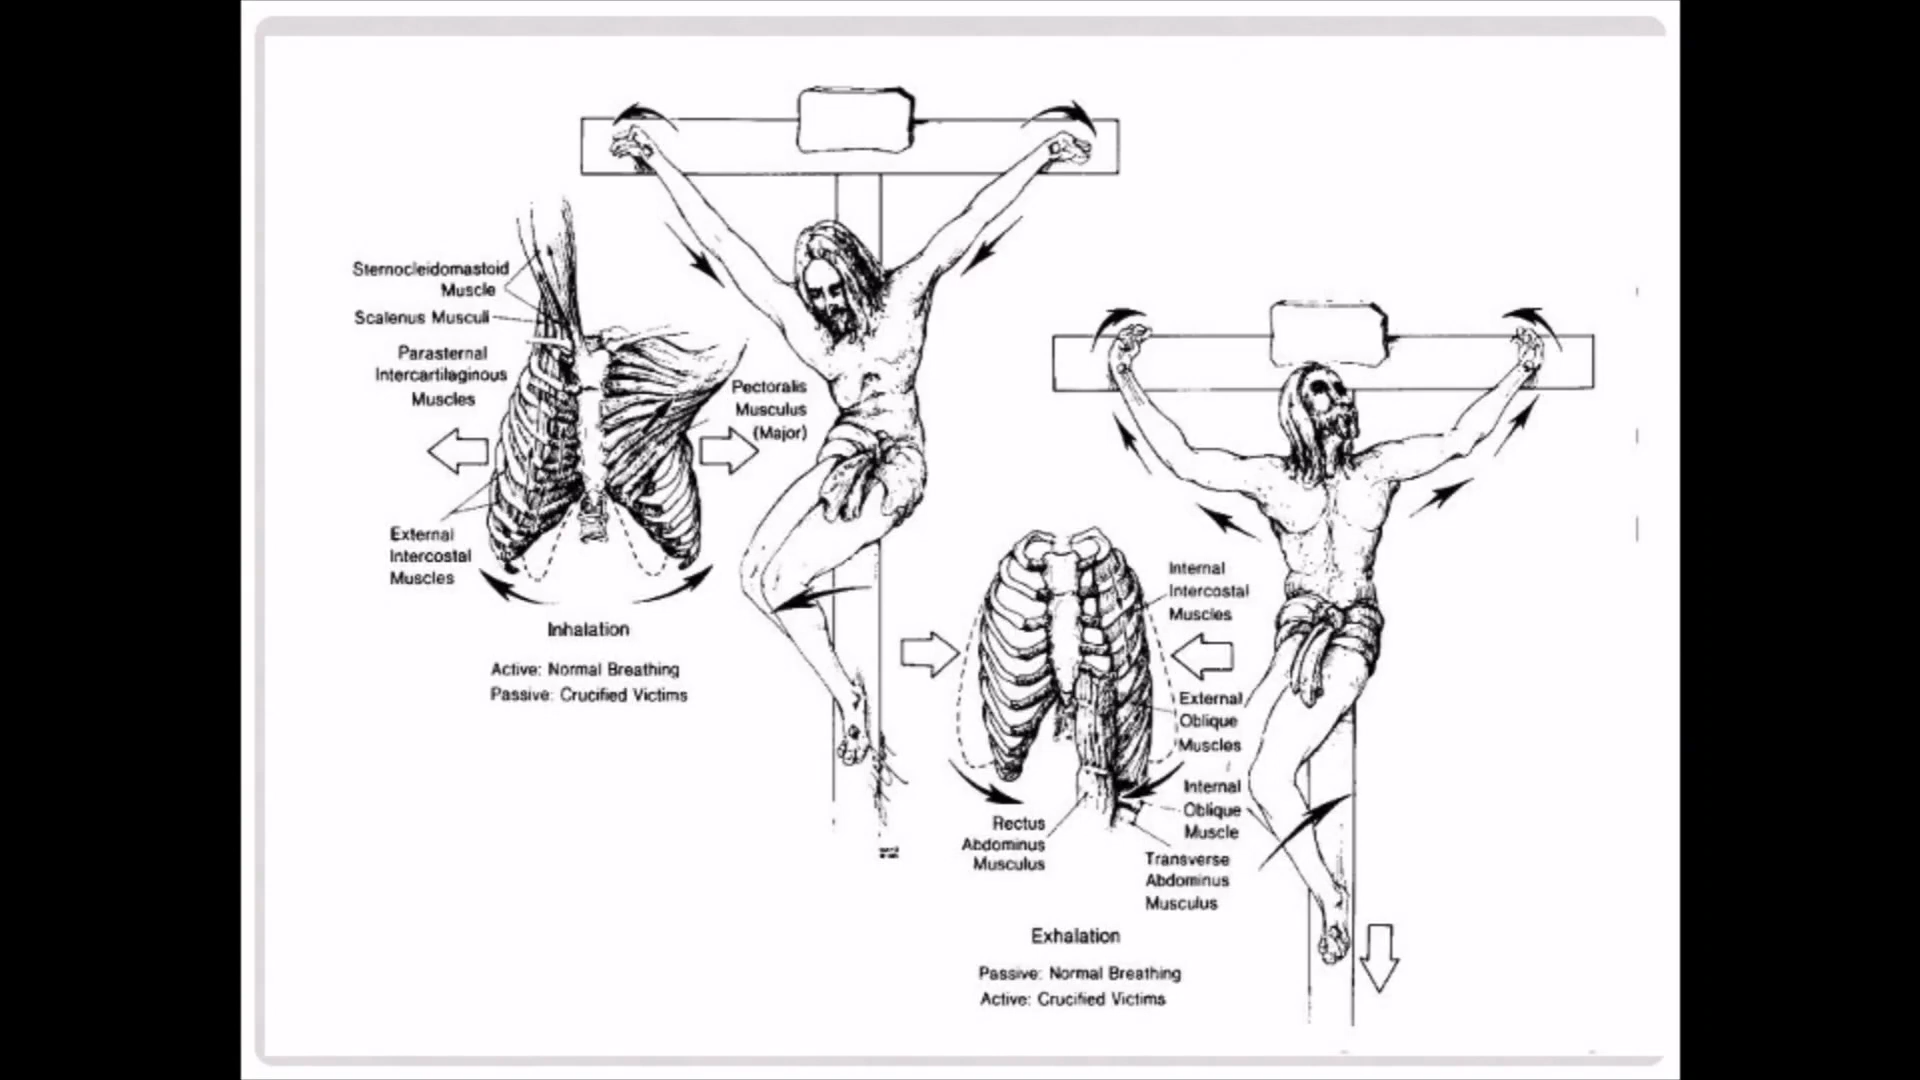 Sternocleidomastoid
Muscle
Scalenus Musculi
Parasternal
Intercartilaginous
Muscles
Pectoralis
Musculus
(Major)
External
Intercostal
Muscles
Inhalation
Active: Normal Breathing
Passive: Crucified Victims
Internal
Intercostal
Muscles
External
Oblique
Muscles
Internal
Oblique
Muscle
Rectus
Abdominus
Musculus
Transverse
Abdominus
Musculus
Exhalation
Passive: Normal Breathing
Active: Crucified Victims